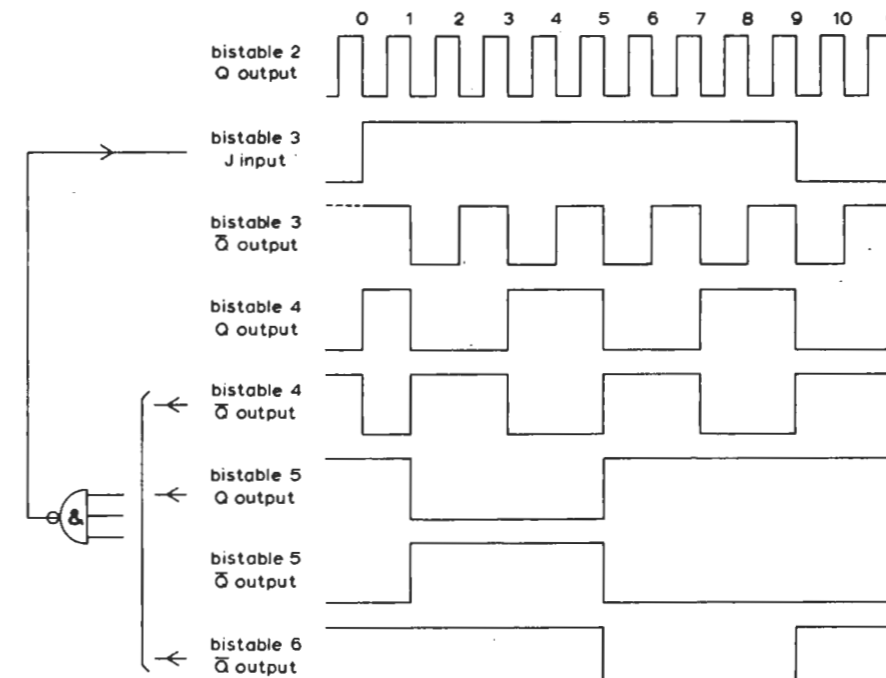 0 1 2 3 4 5 6 7 8 9 10
bistable 2
Q output
bistable 3
J input
bistable 3
Q̅ output
bistable 4
Q output
bistable 4
Q̅ output
bistable 5
Q output
&
bistable 5
Q̅ output
bistable 6
Q̅ output